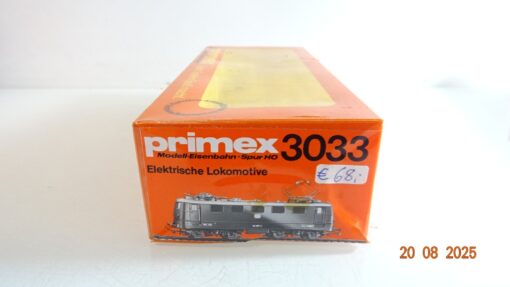 primex 3033
Modell-Eisenbahn · Spur HO
Elektrische Lokomotive
€ 68,-
20 08 2025